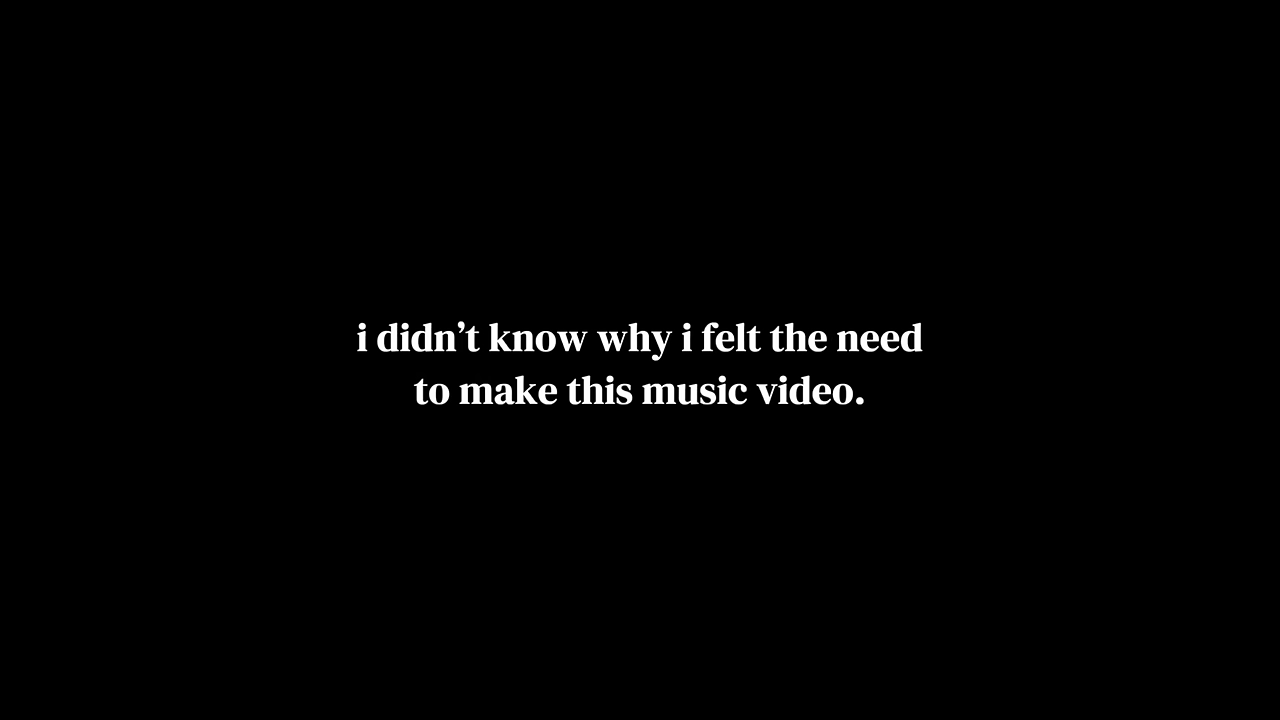 i didn’t know why i felt the need
to make this music video.